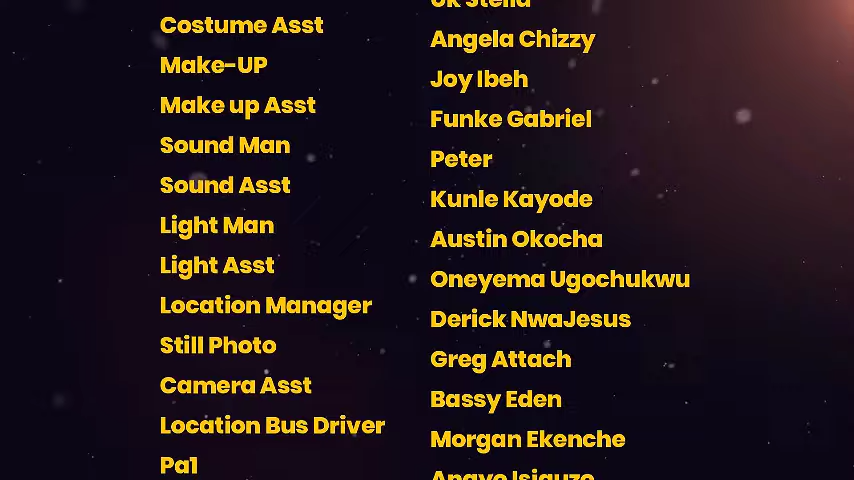 Uk Stella
Costume Asst
Angela Chizzy
Make-UP
Joy Ibeh
Make up Asst
Funke Gabriel
Sound Man
Peter
Sound Asst
Kunle Kayode
Light Man
Austin Okocha
Light Asst
Oneyema Ugochukwu
Location Manager
Derick NwaJesus
Still Photo
Greg Attach
Camera Asst
Bassy Eden
Location Bus Driver
Morgan Ekenche
Pa1